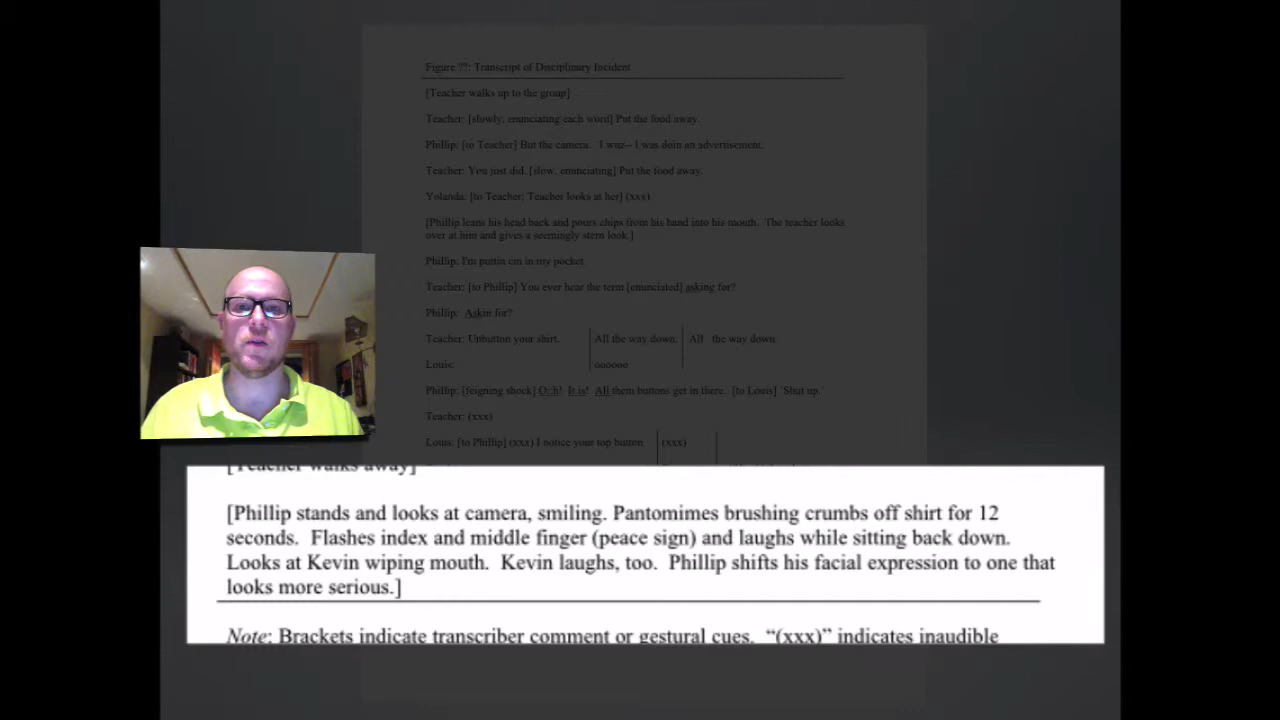 Figure ??: Transcript of Disciplinary Incident
[Teacher walks up to the group]
Teacher: [slowly, enunciating each word] Put the food away.
Phillip: [to Teacher] But the camera. I wuz-- I was doin an advertisement.
Teacher: You just did. [slow, enunciating] Put the food away.
Yolanda: [to Teacher; Teacher looks at her] (xxx)
[Phillip leans his head back and pours chips from his hand into his mouth. The teacher looks
over at him and gives a seemingly stern look.]
Phillip: I'm puttin em in my pocket
Teacher: [to Phillip] You ever hear the term [enunciated] asking for?
Phillip: Askin for?
Teacher: Unbutton your shirt. All the way down. All the way down.
Louis: oooooo
Phillip: [feigning shock] O::h! It is! All them buttons get in there. [to Louis] 'Shut up.'
Teacher: (xxx)
Louis: [to Phillip] (xxx) I notice your top button (xxx)
[Teacher walks away]
[Phillip stands and looks at camera, smiling. Pantomimes brushing crumbs off shirt for 12
seconds. Flashes index and middle finger (peace sign) and laughs while sitting back down.
Looks at Kevin wiping mouth. Kevin laughs, too. Phillip shifts his facial expression to one that
looks more serious.]
Note: Brackets indicate transcriber comment or gestural cues. “(xxx)” indicates inaudible